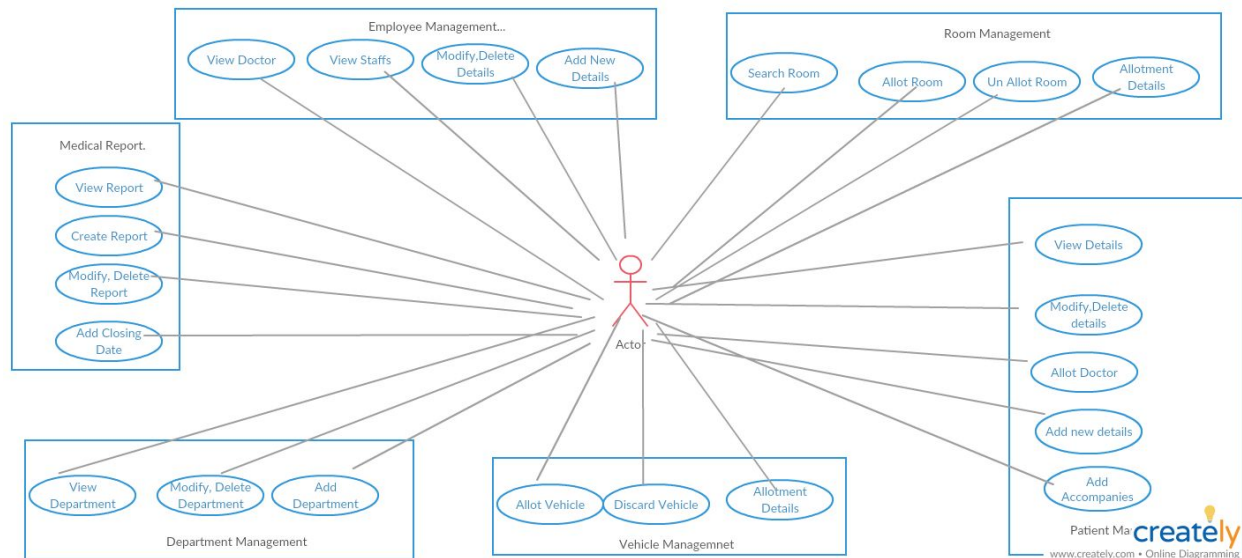 Employee Management...
View Doctor
View Staffs
Modify,Delete
Details
Add New
Details
Room Management
Search Room
Allot Room
Un Allot Room
Allotment
Details
Medical Report.
View Report
Create Report
Modify, Delete
Report
Add Closing
Date
Actor
View Details
Modify,Delete
details
Allot Doctor
Add new details
Add
Accompanies
Patient Ma
View
Department
Modify, Delete
Department
Add
Department
Department Management
Allot Vehicle
Discard Vehicle
Allotment
Details
Vehicle Managemnet
creately
www.creately.com • Online Diagramming